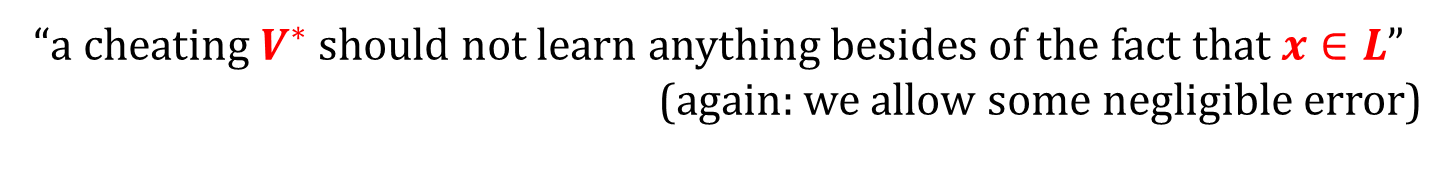 “a cheating V* should not learn anything besides of the fact that x ∈ L”
(again: we allow some negligible error)